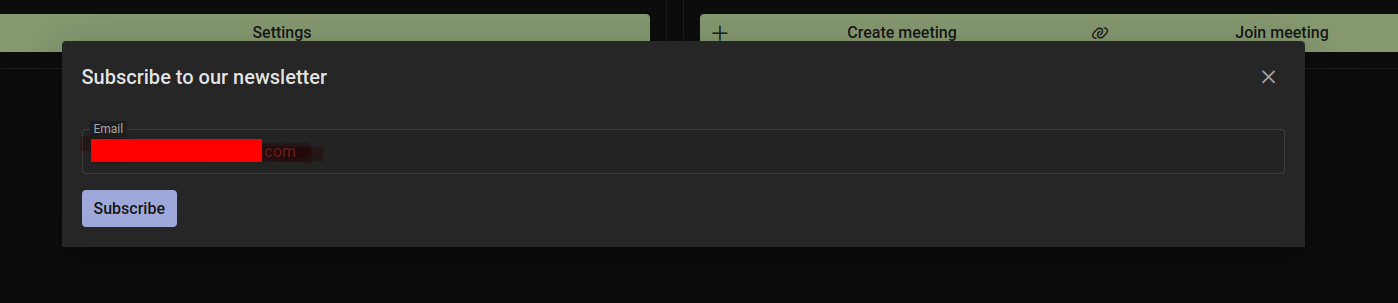 Settings
Create meeting
Join meeting
Subscribe to our newsletter
Email
.com
Subscribe